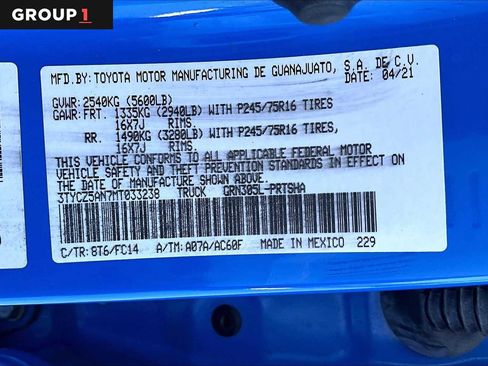 GROUP 1
MFD.BY: TOYOTA MOTOR MANUFACTURING DE GUANAJUATO, S.A. DE C.V.
DATE: 04/21
GVWR: 2540KG (5600LB)
GAWR: FRT. 1335KG (2940LB) WITH P245/75R16 TIRES
16X7J RIMS.
RR. 1490KG (3280LB) WITH P245/75R16 TIRES,
16X7J RIMS.
THIS VEHICLE CONFORMS TO ALL APPLICABLE FEDERAL MOTOR
VEHICLE SAFETY AND THEFT PREVENTION STANDARDS IN EFFECT ON
THE DATE OF MANUFACTURE SHOWN ABOVE.
3TYCZ5AN7MT033238 TRUCK GRN305L-PRTSHA
C/TR: 8T6/FC14 A/TM: A07A/AC60F MADE IN MEXICO 229